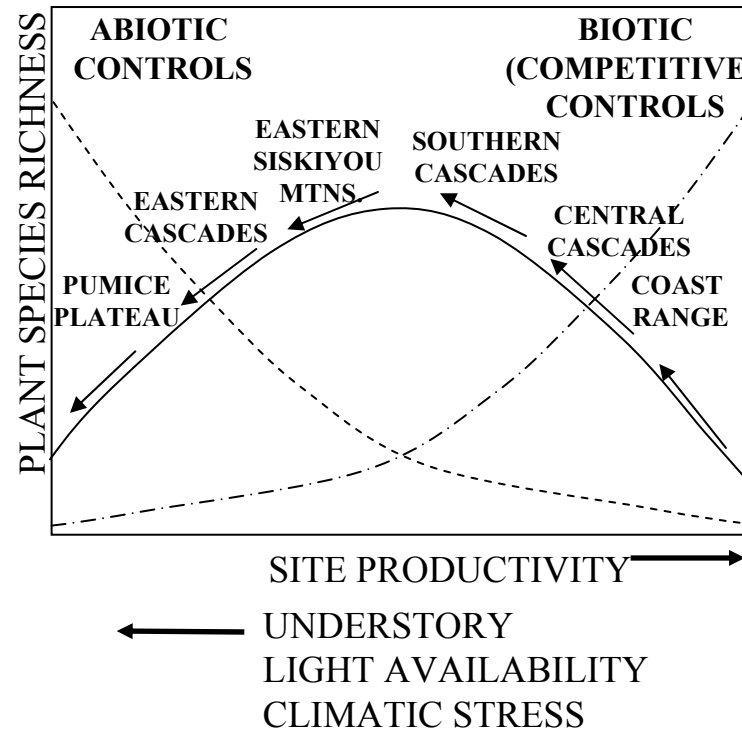 PLANT SPECIES RICHNESS
ABIOTIC
CONTROLS
BIOTIC
(COMPETITIVE
CONTROLS
EASTERN
SISKIYOU
MTNS.
SOUTHERN
CASCADES
EASTERN
CASCADES
CENTRAL
CASCADES
PUMICE
PLATEAU
COAST
RANGE
SITE PRODUCTIVITY
UNDERSTORY
LIGHT AVAILABILITY
CLIMATIC STRESS